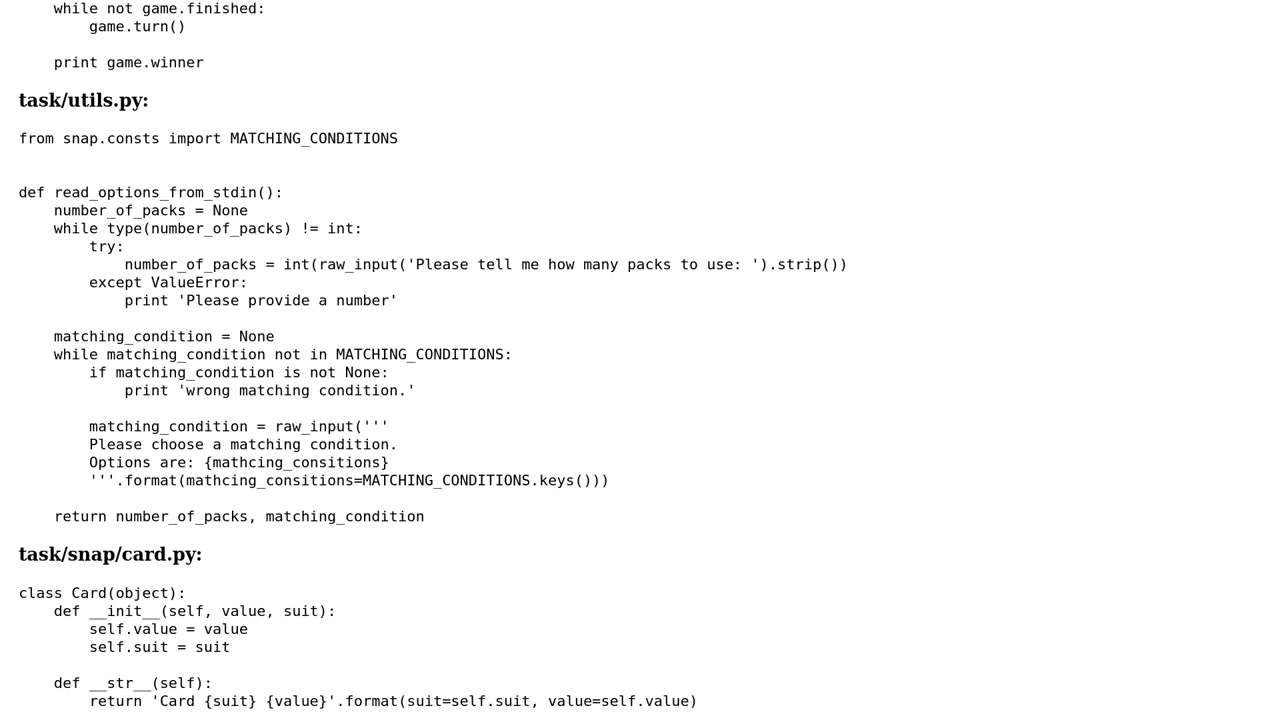 while not game.finished:
        game.turn()

    print game.winner
task/utils.py:
from snap.consts import MATCHING_CONDITIONS


def read_options_from_stdin():
    number_of_packs = None
    while type(number_of_packs) != int:
        try:
            number_of_packs = int(raw_input('Please tell me how many packs to use: ').strip())
        except ValueError:
            print 'Please provide a number'

    matching_condition = None
    while matching_condition not in MATCHING_CONDITIONS:
        if matching_condition is not None:
            print 'wrong matching condition.'

        matching_condition = raw_input('''
        Please choose a matching condition.
        Options are: {mathcing_consitions}
        '''.format(mathcing_consitions=MATCHING_CONDITIONS.keys()))

    return number_of_packs, matching_condition
task/snap/card.py:
class Card(object):
    def __init__(self, value, suit):
        self.value = value
        self.suit = suit

    def __str__(self):
        return 'Card {suit} {value}'.format(suit=self.suit, value=self.value)